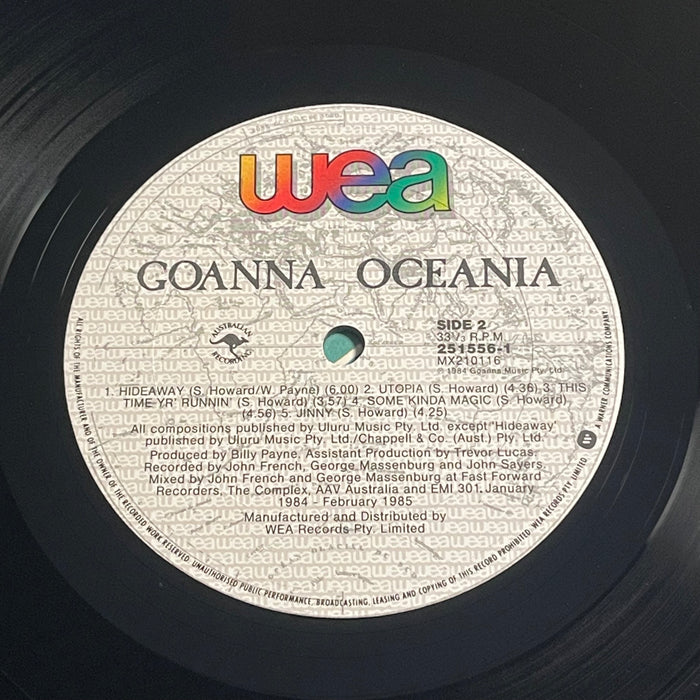 wea
GOANNA OCEANIA
AUSTRALIAN RECORDING
SIDE 2
33⅓ R.P.M.
251556-1
MX210116
℗ 1984 Goanna Music Pty. Ltd.
1. HIDEAWAY (S. Howard/W. Payne) (6.00) 2. UTOPIA (S. Howard) (4.36) 3. THIS
TIME YR' RUNNIN' (S. Howard) (3.57) 4. SOME KINDA MAGIC (S. Howard)
(4.56) 5. JINNY (S. Howard) (4.25)
All compositions published by Uluru Music Pty. Ltd. except 'Hideaway'
published by Uluru Music Pty. Ltd./Chappell & Co. (Aust.) Pty. Ltd.
Produced by Billy Payne, Assistant Production by Trevor Lucas.
Recorded by John French, George Massenburg and John Sayers.
Mixed by John French and George Massenburg at Fast Forward
Recorders, The Complex, AAV Australia and EMI 301. January
1984 - February 1985
Manufactured and Distributed by
WEA Records Pty. Limited
ALL RIGHTS OF THE MANUFACTURER AND OF THE OWNER OF THE RECORDED WORK RESERVED. UNAUTHORISED PUBLIC PERFORMANCE, BROADCASTING, LEASING AND COPYING OF THIS RECORD PROHIBITED. WEA RECORDS PTY. LIMITED
A WARNER COMMUNICATIONS COMPANY